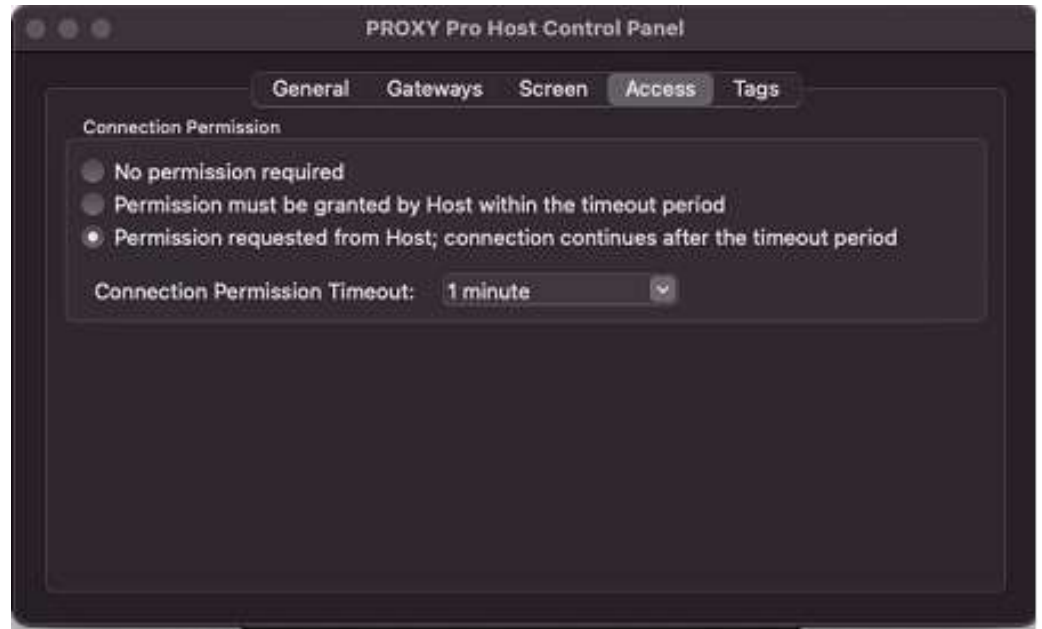 PROXY Pro Host Control Panel
General Gateways Screen Access Tags
Connection Permission
No permission required
Permission must be granted by Host within the timeout period
Permission requested from Host; connection continues after the timeout period
Connection Permission Timeout: 1 minute